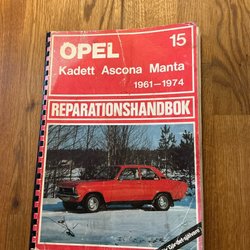 OPEL
15
Kadett Ascona Manta
1961—1974
REPARATIONSHANDBOK